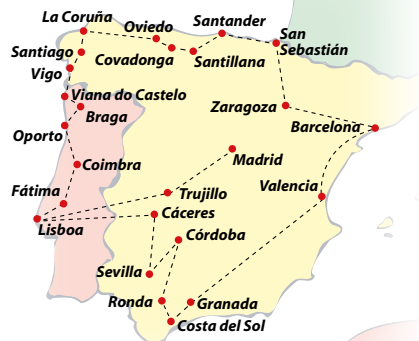 La Coruña
Oviedo
Santander
San
Sebastián
Santiago
Covadonga
Santillana
Vigo
Viana do Castelo
Zaragoza
Braga
Barcelona
Oporto
Madrid
Coimbra
Valencia
Fátima
Trujillo
Cáceres
Lisboa
Córdoba
Sevilla
Ronda
Granada
Costa del Sol